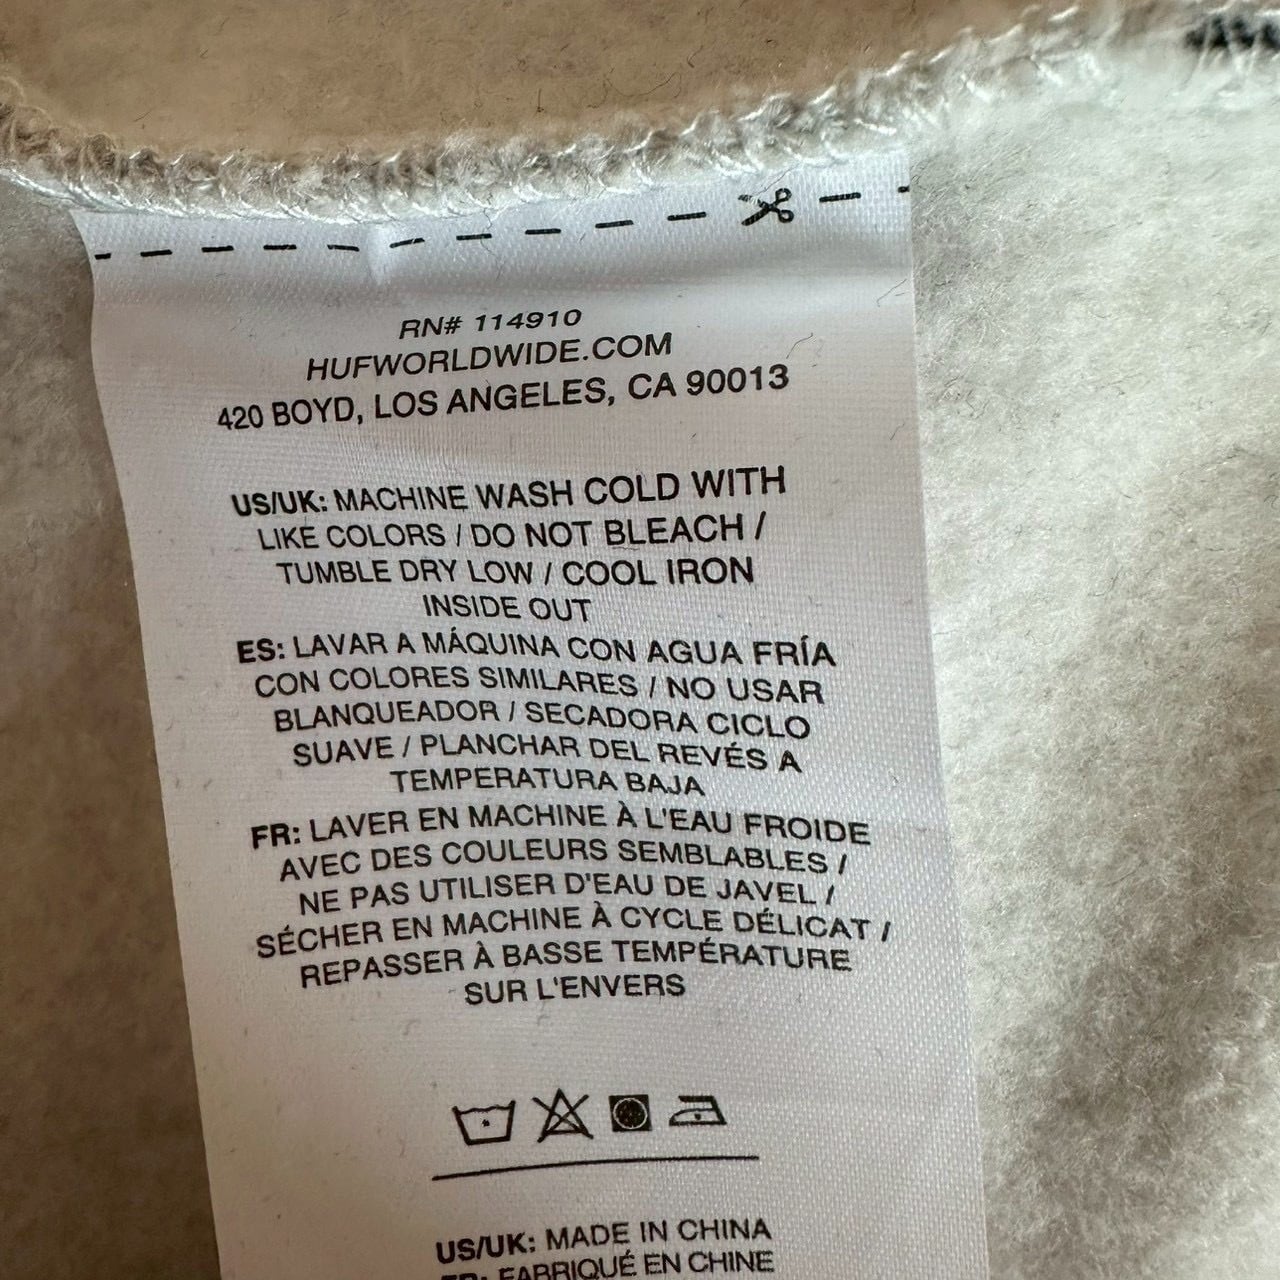 RN# 114910
HUFWORLDWIDE.COM
420 BOYD, LOS ANGELES, CA 90013
US/UK: MACHINE WASH COLD WITH
LIKE COLORS / DO NOT BLEACH /
TUMBLE DRY LOW / COOL IRON
INSIDE OUT
ES: LAVAR A MÁQUINA CON AGUA FRÍA
CON COLORES SIMILARES / NO USAR
BLANQUEADOR / SECADORA CICLO
SUAVE / PLANCHAR DEL REVÉS A
TEMPERATURA BAJA
FR: LAVER EN MACHINE À L'EAU FROIDE
AVEC DES COULEURS SEMBLABLES /
NE PAS UTILISER D'EAU DE JAVEL /
SÉCHER EN MACHINE À CYCLE DÉLICAT /
REPASSER À BASSE TEMPÉRATURE
SUR L'ENVERS
US/UK: MADE IN CHINA
FR: FABRIQUÉ EN CHINE